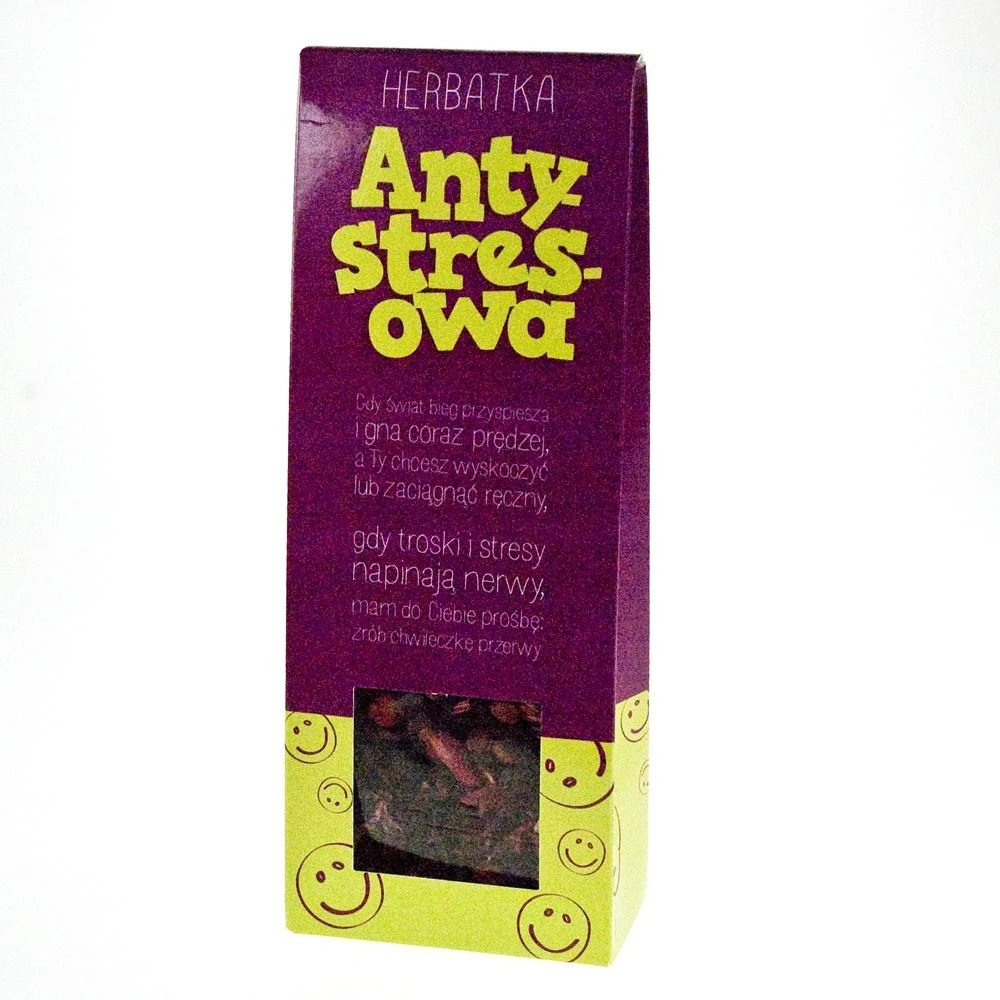 HERBATKA
Anty-
stres-
owa
Gdy świat bieg przyspiesza
i gna coraz prędzej,
a Ty chcesz wyskoczyć
lub zaciągnąć ręczny,
gdy troski i stresy
napinają nerwy,
mam do Ciebie prośbę:
zrób chwileczkę przerwy